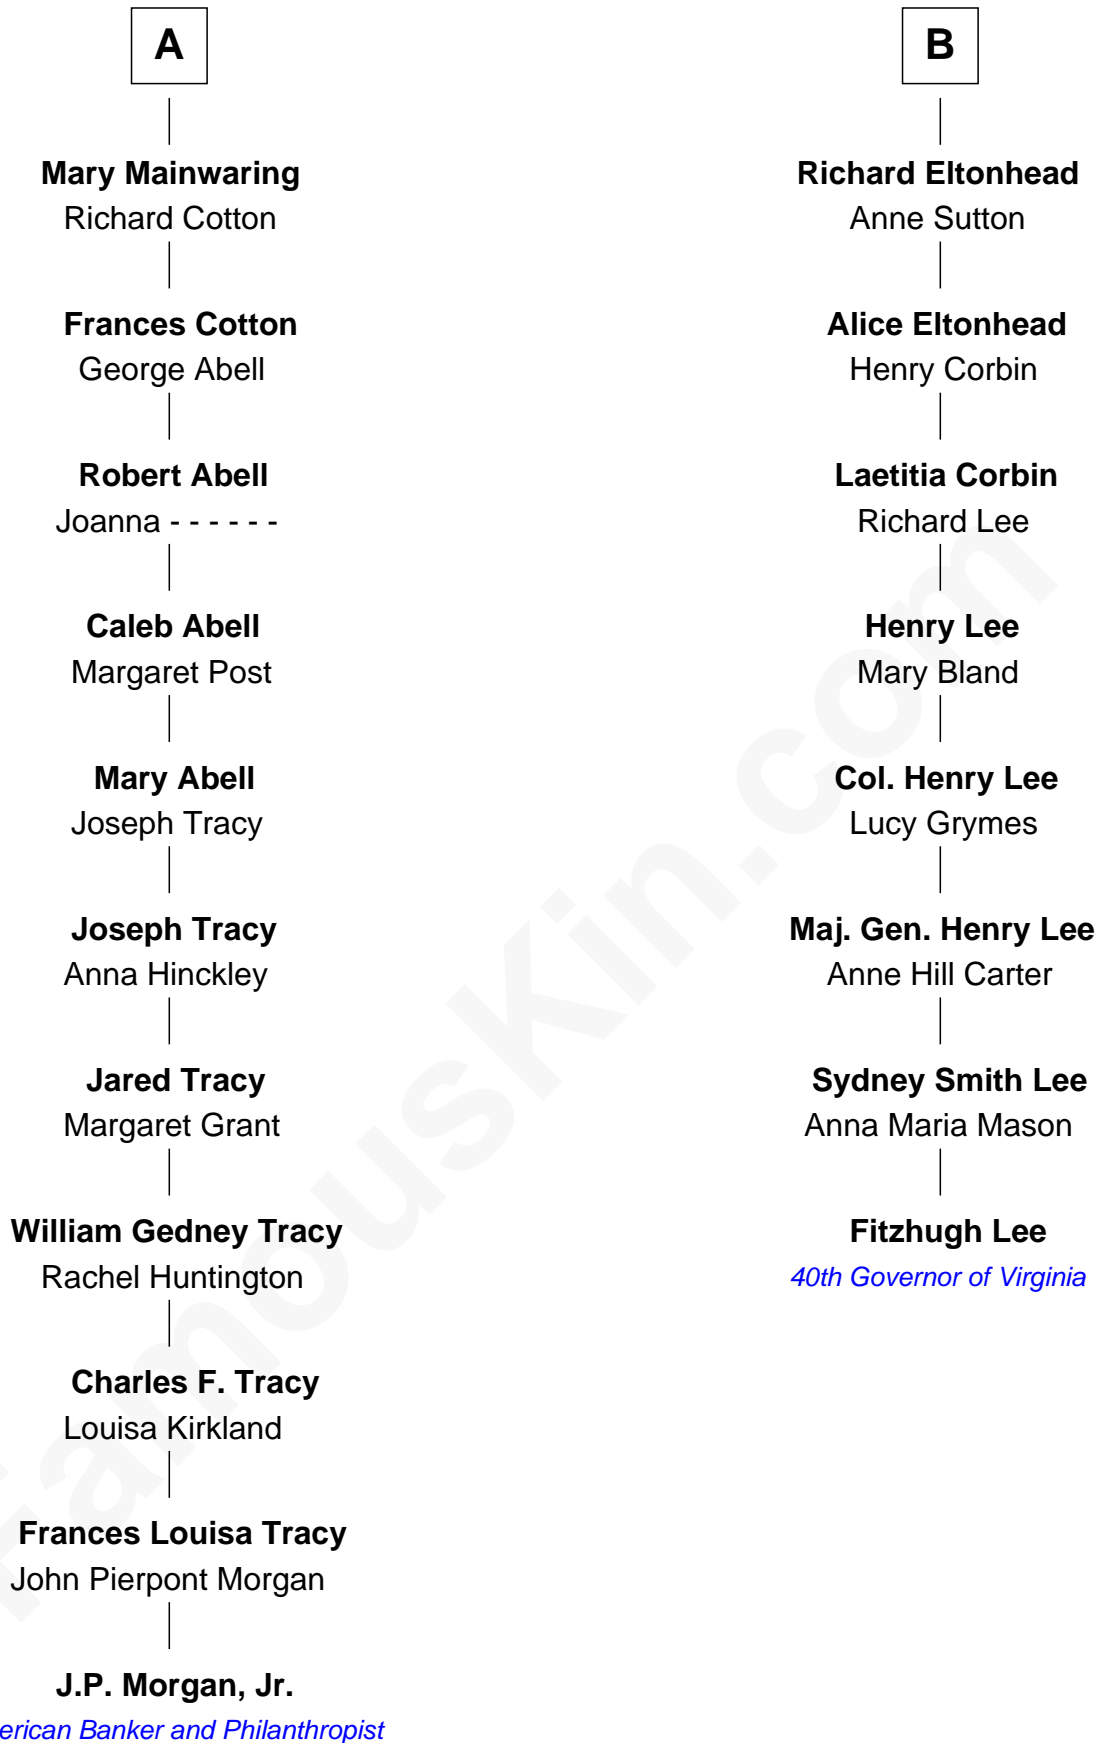 A
Mary Mainwaring
Richard Cotton
Frances Cotton
George Abell
Robert Abell
Joanna - - - - - -
Caleb Abell
Margaret Post
Mary Abell
Joseph Tracy
Joseph Tracy
Anna Hinckley
Jared Tracy
Margaret Grant
William Gedney Tracy
Rachel Huntington
Charles F. Tracy
Louisa Kirkland
Frances Louisa Tracy
John Pierpont Morgan
J.P. Morgan, Jr.
erican Banker and Philanthropist
B
Richard Eltonhead
Anne Sutton
Alice Eltonhead
Henry Corbin
Laetitia Corbin
Richard Lee
Henry Lee
Mary Bland
Col. Henry Lee
Lucy Grymes
Maj. Gen. Henry Lee
Anne Hill Carter
Sydney Smith Lee
Anna Maria Mason
Fitzhugh Lee
40th Governor of Virginia
FamousKin.com